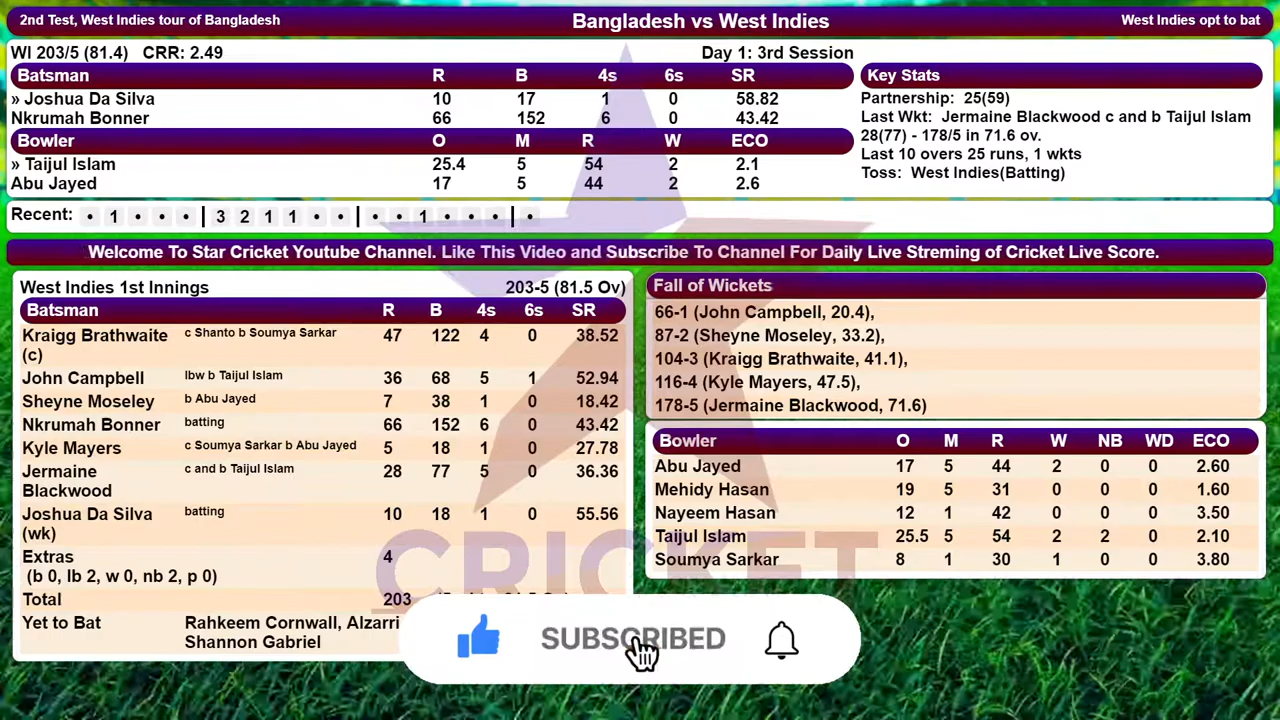 2nd Test, West Indies tour of Bangladesh Bangladesh vs West Indies West Indies opt to bat
WI 203/5 (81.4) CRR: 2.49 Day 1: 3rd Session
Batsman R B 4s 6s SR
» Joshua Da Silva 10 17 1 0 58.82
Nkrumah Bonner 66 152 6 0 43.42
Bowler O M R W ECO
» Taijul Islam 25.4 5 54 2 2.1
Abu Jayed 17 5 44 2 2.6
Key Stats
Partnership: 25(59)
Last Wkt: Jermaine Blackwood c and b Taijul Islam
28(77) - 178/5 in 71.6 ov.
Last 10 overs 25 runs, 1 wkts
Toss: West Indies(Batting)
Recent: • 1 • • • | 3 2 1 1 • • | • • 1 • • • | •
Welcome To Star Cricket Youtube Channel. Like This Video and Subscribe To Channel For Daily Live Streming of Cricket Live Score.
West Indies 1st Innings 203-5 (81.5 Ov)
Batsman R B 4s 6s SR
Kraigg Brathwaite c Shanto b Soumya Sarkar 47 122 4 0 38.52
(c)
John Campbell lbw b Taijul Islam 36 68 5 1 52.94
Sheyne Moseley b Abu Jayed 7 38 1 0 18.42
Nkrumah Bonner batting 66 152 6 0 43.42
Kyle Mayers c Soumya Sarkar b Abu Jayed 5 18 1 0 27.78
Jermaine c and b Taijul Islam 28 77 5 0 36.36
Blackwood
Joshua Da Silva batting 10 18 1 0 55.56
(wk)
Extras 4
(b 0, lb 2, w 0, nb 2, p 0)
Total 203
Yet to Bat Rahkeem Cornwall, Alzarri
Shannon Gabriel
Fall of Wickets
66-1 (John Campbell, 20.4),
87-2 (Sheyne Moseley, 33.2),
104-3 (Kraigg Brathwaite, 41.1),
116-4 (Kyle Mayers, 47.5),
178-5 (Jermaine Blackwood, 71.6)
Bowler O M R W NB WD ECO
Abu Jayed 17 5 44 2 0 0 2.60
Mehidy Hasan 19 5 31 0 0 0 1.60
Nayeem Hasan 12 1 42 0 0 0 3.50
Taijul Islam 25.5 5 54 2 2 0 2.10
Soumya Sarkar 8 1 30 1 0 0 3.80
CRICKET
SUBSCRIBED